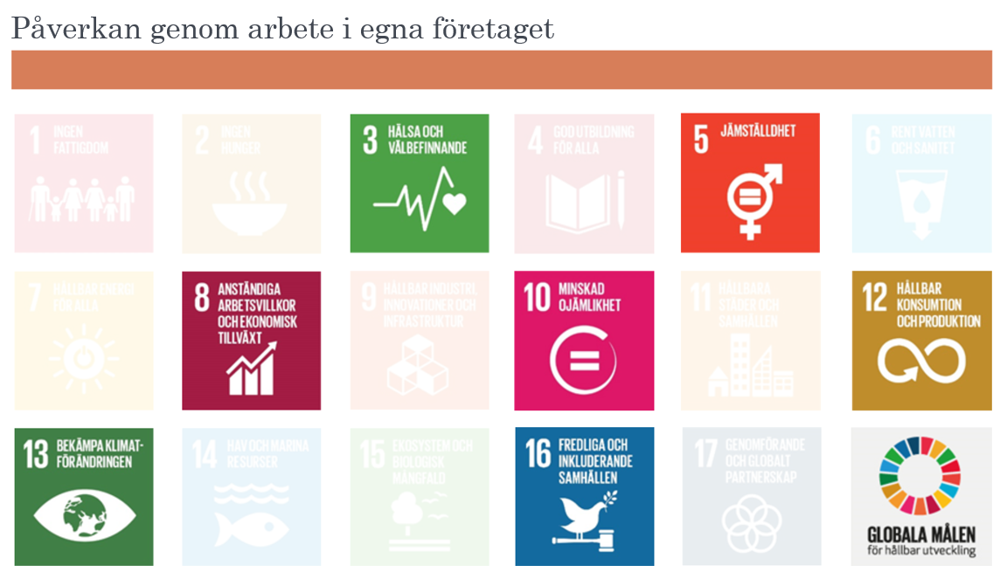 Påverkan genom arbete i egna företaget
1 INGEN
FATTIGDOM
2 INGEN
HUNGER
3 HÄLSA OCH
VÄLBEFINNANDE
4 GOD UTBILDNING
FÖR ALLA
5 JÄMSTÄLLDHET
6 RENT VATTEN
OCH SANITET
7 HÅLLBAR ENERGI
FÖR ALLA
8 ANSTÄNDIGA
ARBETSVILLKOR
OCH EKONOMISK
TILLVÄXT
9 HÅLLBAR INDUSTRI,
INNOVATIONER OCH
INFRASTRUKTUR
10 MINSKAD
OJÄMLIKHET
11 HÅLLBARA
STÄDER OCH
SAMHÄLLEN
12 HÅLLBAR
KONSUMTION
OCH PRODUKTION
13 BEKÄMPA KLIMAT-
FÖRÄNDRINGEN
14 HAV OCH MARINA
RESURSER
15 EKOSYSTEM OCH
BIOLOGISK
MÅNGFALD
16 FREDLIGA OCH
INKLUDERANDE
SAMHÄLLEN
17 GENOMFÖRANDE
OCH GLOBALT
PARTNERSKAP
GLOBALA MÅLEN
för hållbar utveckling